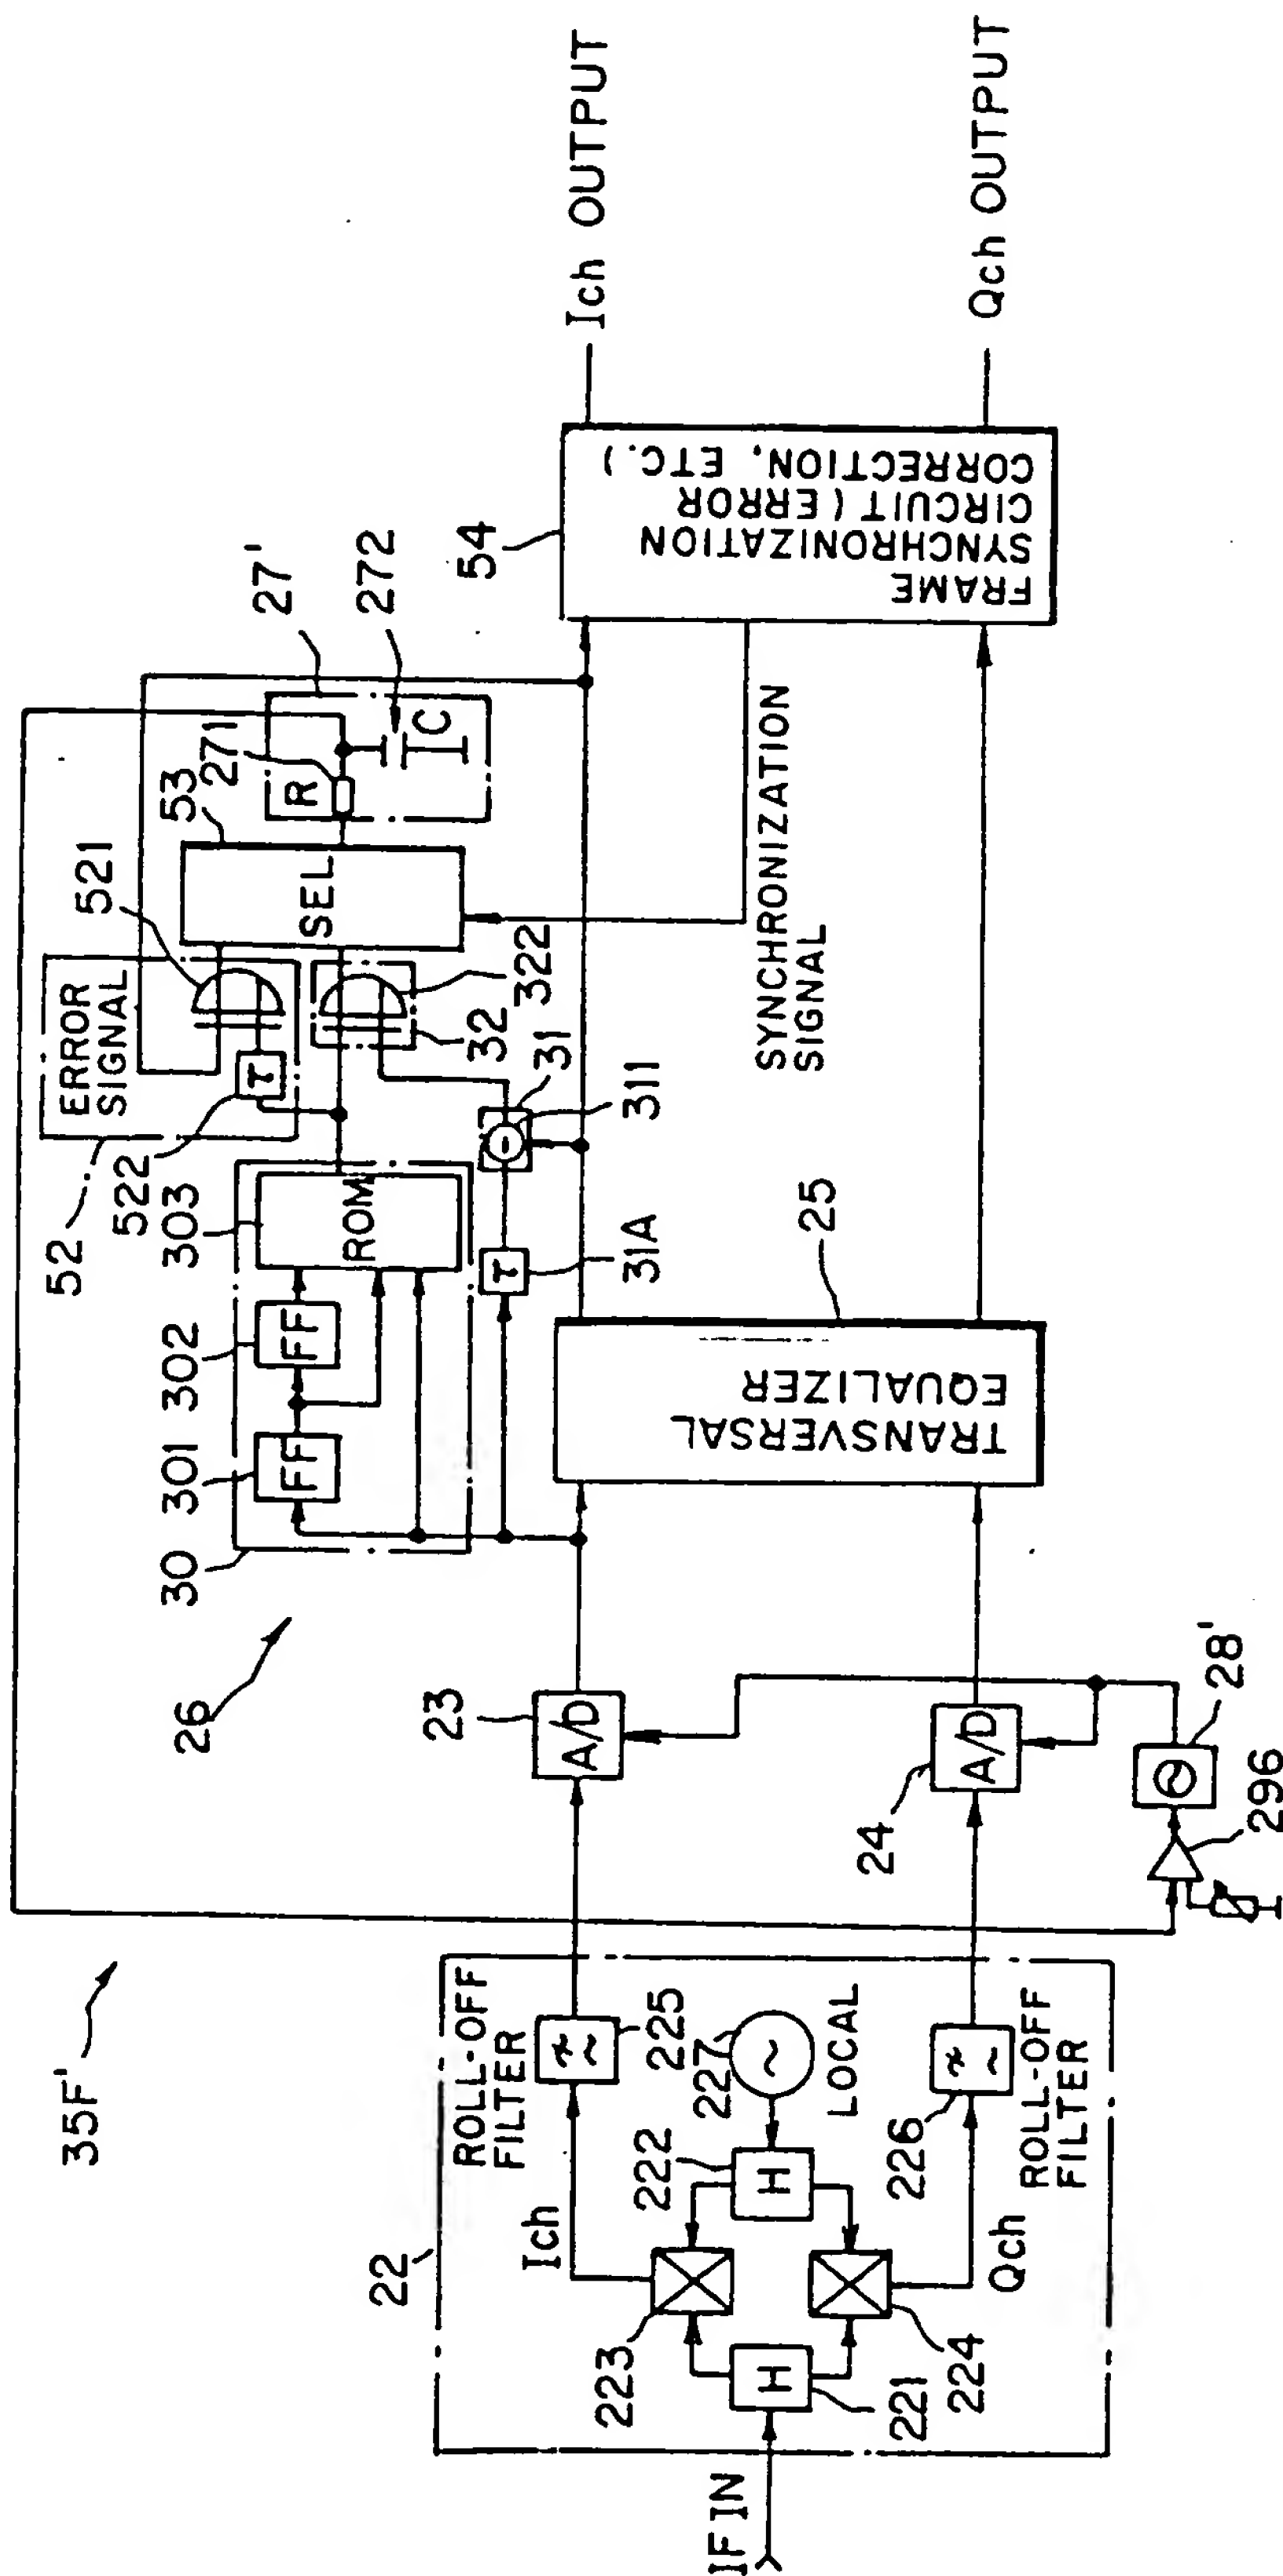 35F'
26
22
IF IN
221
H
223
224
222
H
227
LOCAL
Ich
Qch
ROLL-OFF
FILTER
225
226
ROLL-OFF
FILTER
23
A/D
24
A/D
28'
296
30
301
FF
302
FF
303
ROM
52
522
τ
ERROR
SIGNAL
521
31A
τ
31
311
32
322
53
SEL
27'
271
R
272
C
25
TRANSVERSAL
EQUALIZER
SYNCHRONIZATION
SIGNAL
54
FRAME
SYNCHRONIZATION
CIRCUIT (ERROR
CORRECTION, ETC.)
Ich OUTPUT
Qch OUTPUT